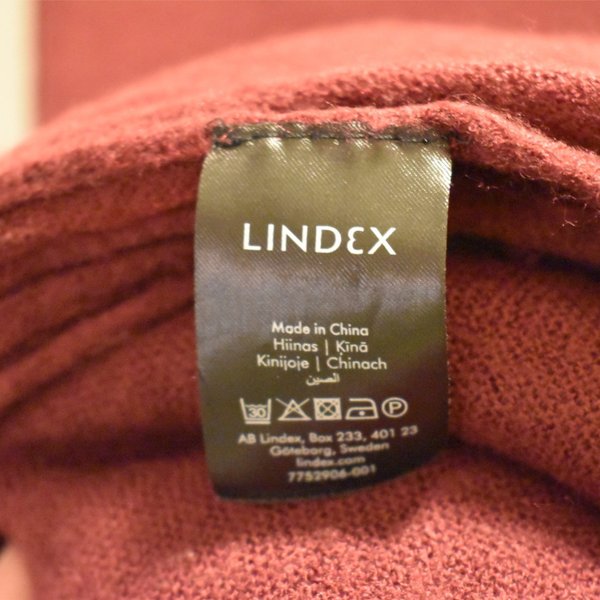 LINDEX
Made in China
Hiinas | Ķīnā
Kinijoje | Chinach
الصين
30 P
AB Lindex, Box 233, 401 23
Göteborg, Sweden
lindex.com
7752906-001